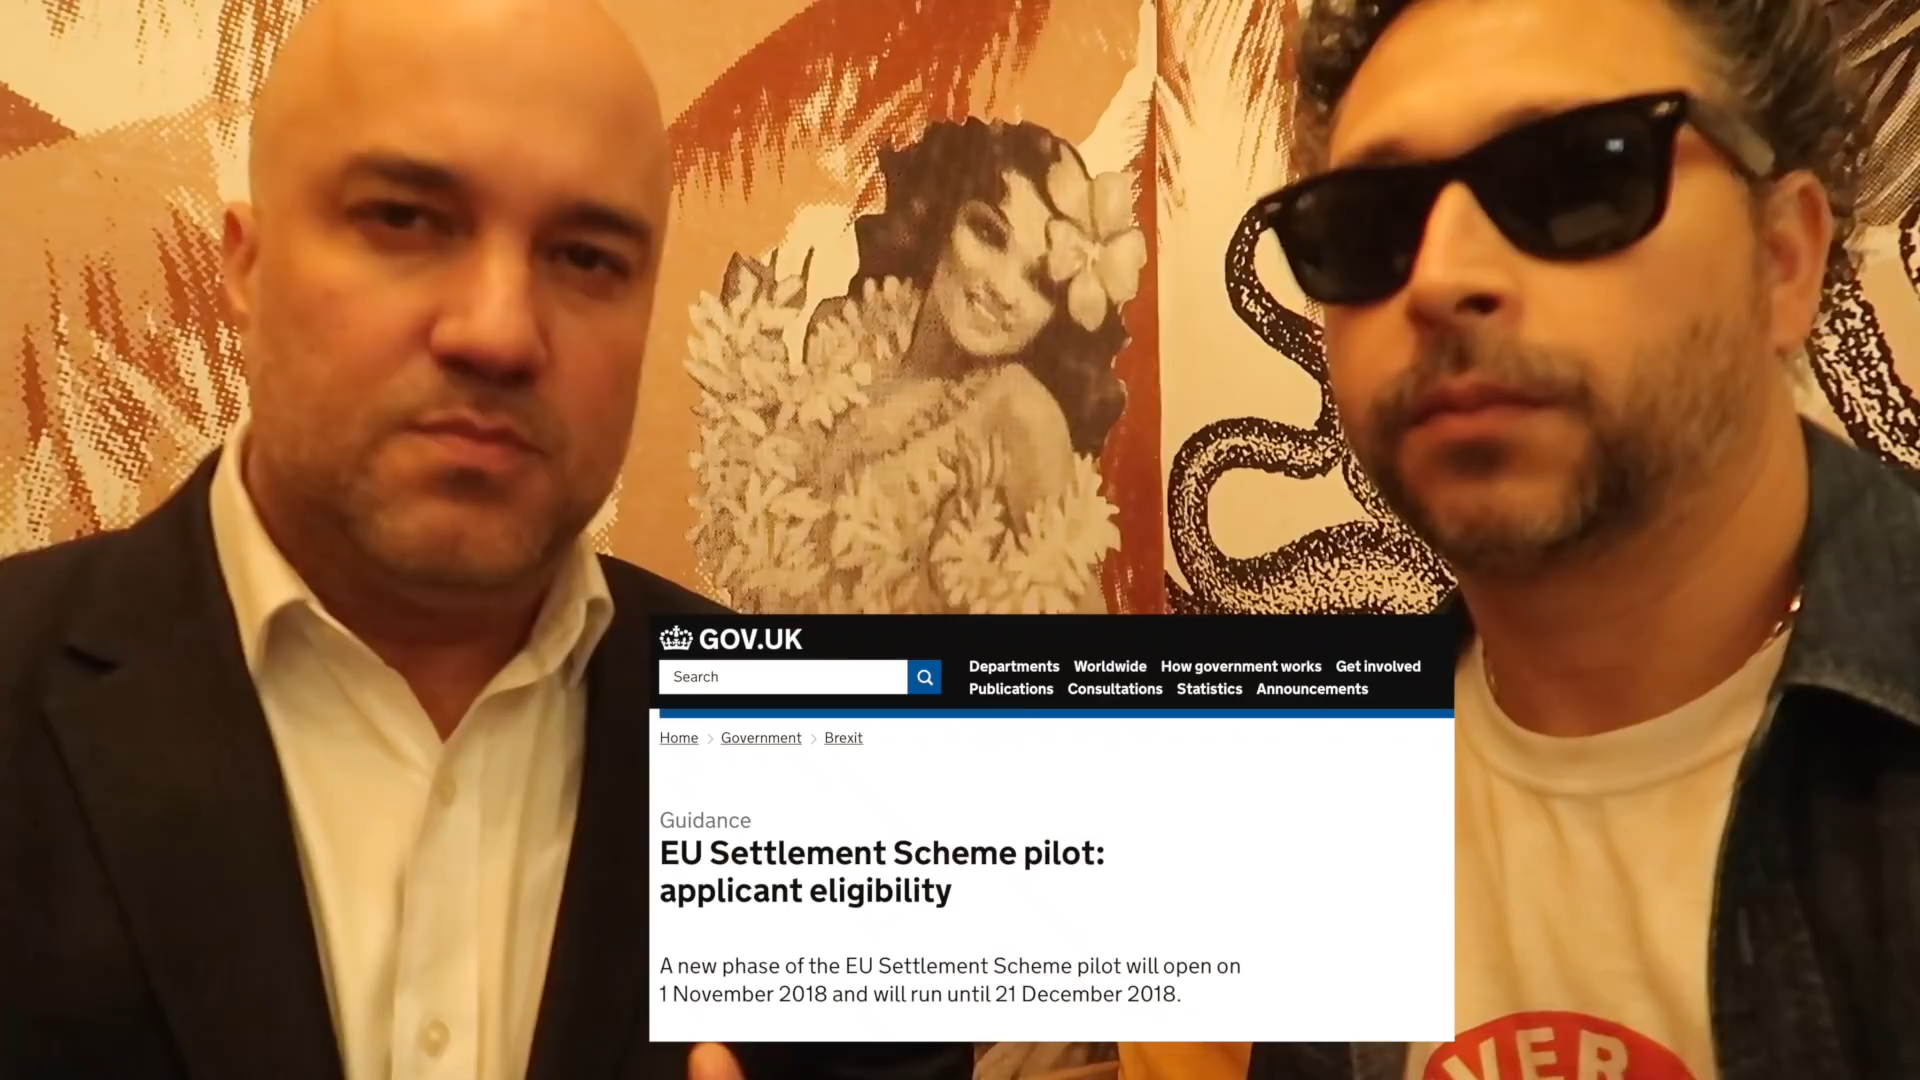 GOV.UK
Search
Departments Worldwide How government works Get involved
Publications Consultations Statistics Announcements
Home > Government > Brexit
Guidance
EU Settlement Scheme pilot:
applicant eligibility
A new phase of the EU Settlement Scheme pilot will open on
1 November 2018 and will run until 21 December 2018.
VER